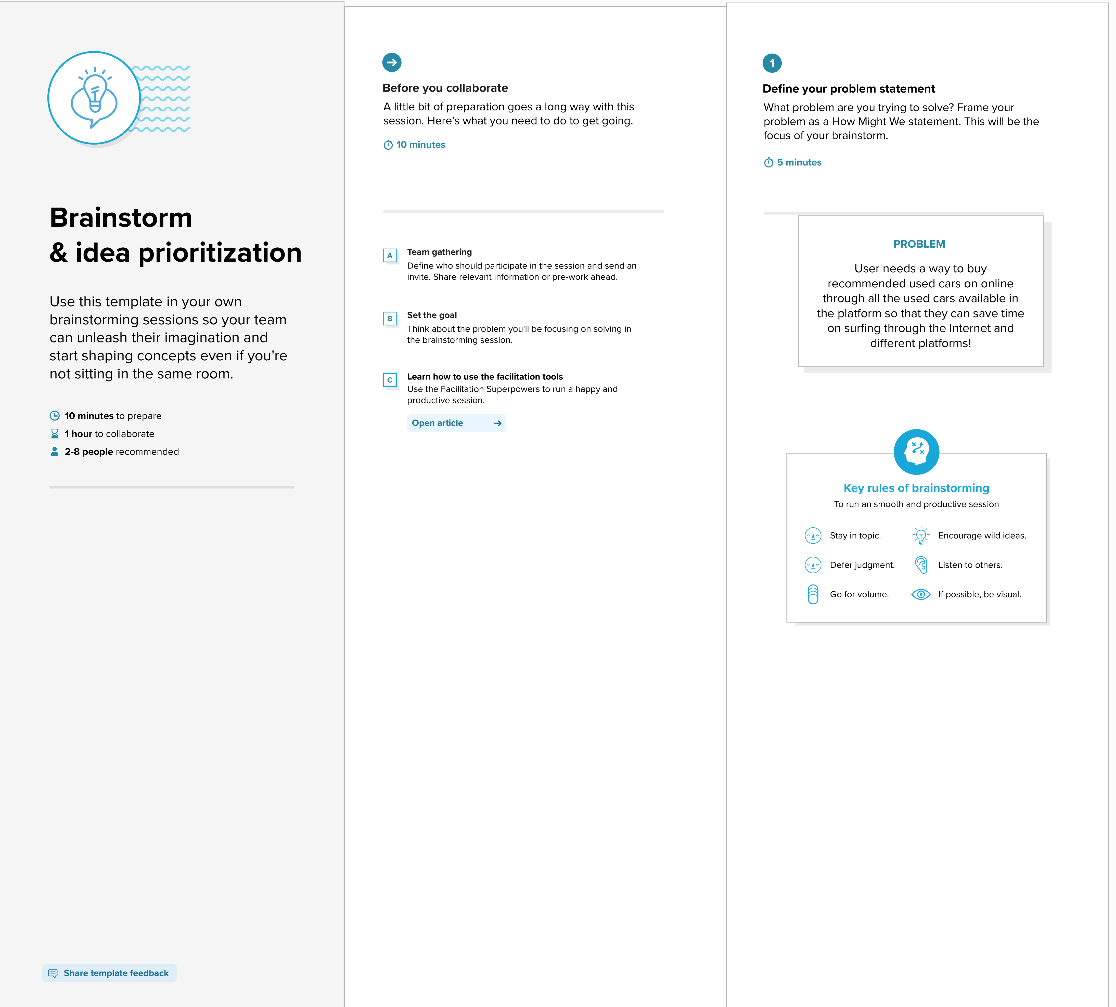 Brainstorm
& idea prioritization
Use this template in your own
brainstorming sessions so your team
can unleash their imagination and
start shaping concepts even if you're
not sitting in the same room.
10 minutes to prepare
1 hour to collaborate
2-8 people recommended
Share template feedback
Before you collaborate
A little bit of preparation goes a long way with this
session. Here's what you need to do to get going.
10 minutes
A
Team gathering
Define who should participate in the session and send an
invite. Share relevant information or pre-work ahead.
B
Set the goal
Think about the problem you'll be focusing on solving in
the brainstorming session.
C
Learn how to use the facilitation tools
Use the Facilitation Superpowers to run a happy and
productive session.
Open article
1
Define your problem statement
What problem are you trying to solve? Frame your
problem as a How Might We statement. This will be the
focus of your brainstorm.
5 minutes
PROBLEM
User needs a way to buy
recommended used cars on online
through all the used cars available in
the platform so that they can save time
on surfing through the Internet and
different platforms!
Key rules of brainstorming
To run an smooth and productive session
Stay in topic.
Encourage wild ideas.
Defer judgment.
Listen to others.
Go for volume.
If possible, be visual.